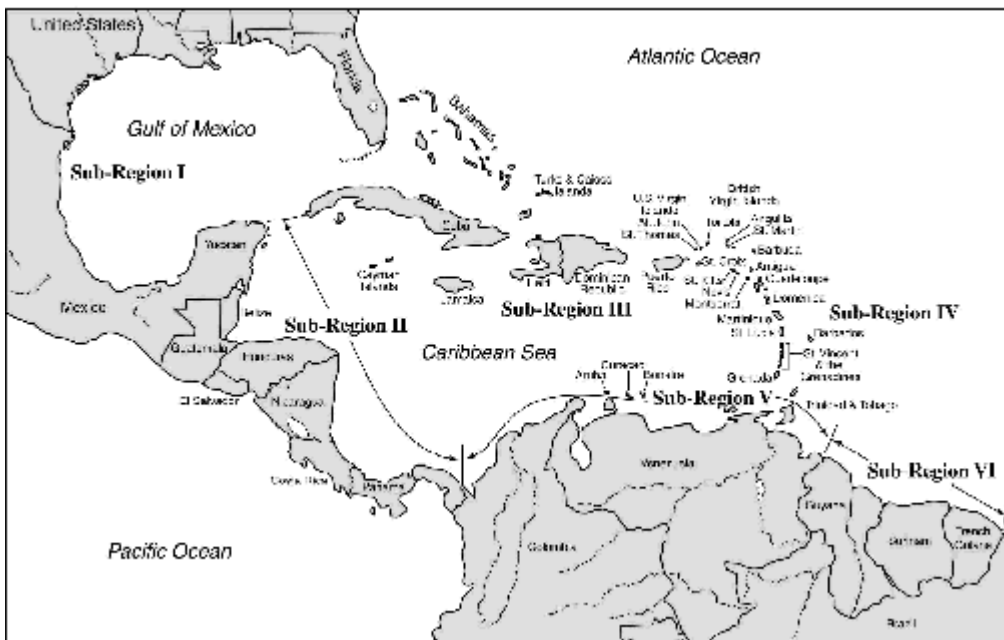 United States
Atlantic Ocean
Florida
Bahamas
Gulf of Mexico
Sub-Region I
Turks & Caicos
Islands
British
Virgin Islands
U.S. Virgin
Islands
St. Thomas
Tortola
Anguilla
St. Martin
Cuba
Yucatan
Barbuda
St. Croix
Antigua
Cayman
Islands
Haiti
Dominican
Republic
Puerto
Rico
St. Kitts
Nevis
Montserrat
Guadeloupe
Dominica
Jamaica
Mexico
Belize
Sub-Region II
Sub-Region III
Martinique
St. Lucia
Sub-Region IV
Barbados
Guatemala
Honduras
Caribbean Sea
St. Vincent
& the
Grenadines
Curacao
Aruba
Bonaire
Grenada
El Salvador
Nicaragua
Sub-Region V
Trinidad & Tobago
Costa Rica
Panama
Venezuela
Sub-Region VI
Guyana
Pacific Ocean
Colombia
Surinam
French
Guiana
Brazil